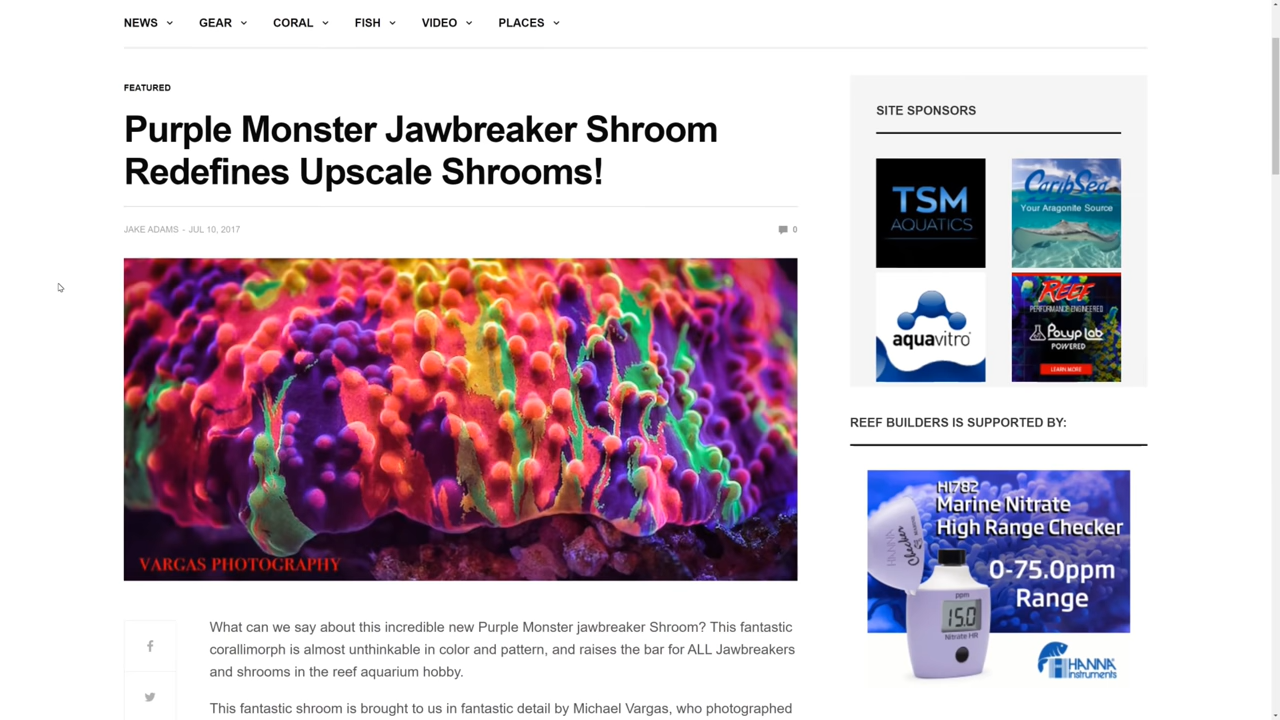 NEWS GEAR CORAL FISH VIDEO PLACES
FEATURED
Purple Monster Jawbreaker Shroom
Redefines Upscale Shrooms!
JAKE ADAMS - JUL 10, 2017
0
VARGAS PHOTOGRAPHY
What can we say about this incredible new Purple Monster jawbreaker Shroom? This fantastic
corallimorph is almost unthinkable in color and pattern, and raises the bar for ALL Jawbreakers
and shrooms in the reef aquarium hobby.
This fantastic shroom is brought to us in fantastic detail by Michael Vargas, who photographed
SITE SPONSORS
TSM
AQUATICS
CaribSea
Your Aragonite Source
aquavitro
REEF
PERFORMANCE ENGINEERED
Polyp lab
POWERED
LEARN MORE
REEF BUILDERS IS SUPPORTED BY:
HI782
Marine Nitrate
High Range Checker
HANNA
Checker
0-75.0ppm
Range
ppm
15.0
Nitrate HR
HANNA
instruments